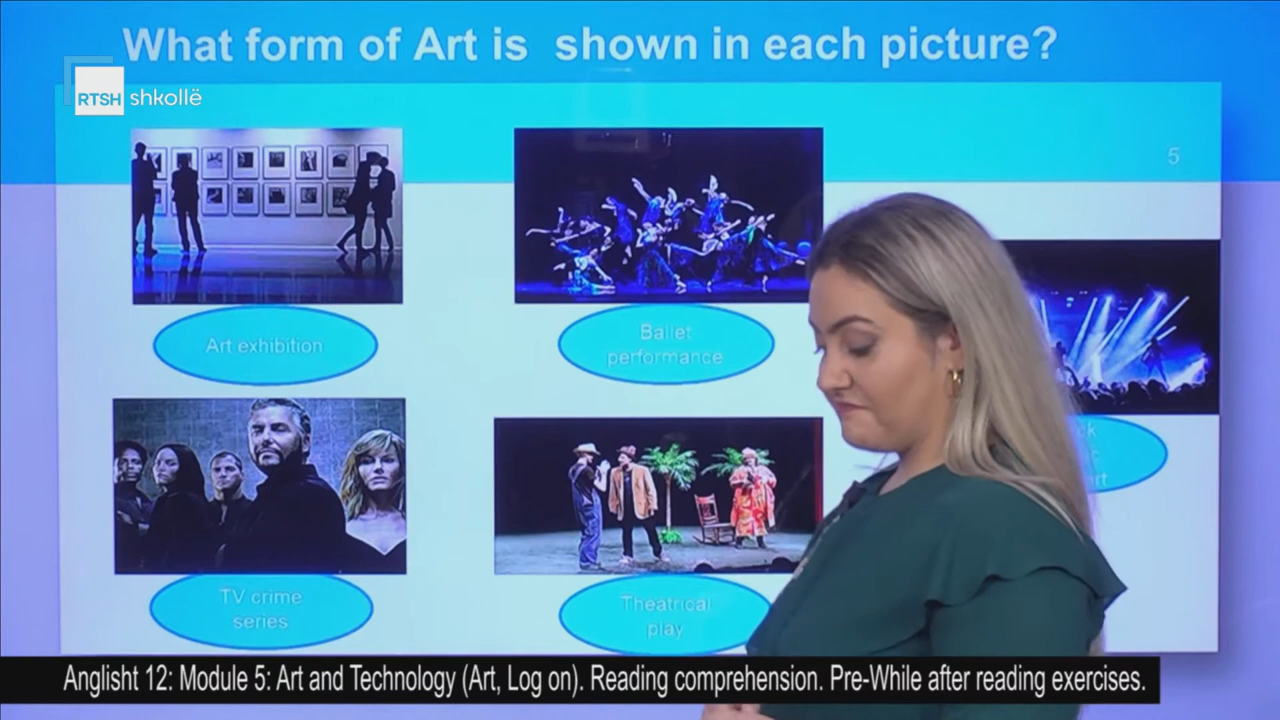 What form of Art is shown in each picture?
RTSH shkollë
5
Art exhibition
Ballet
performance
TV crime
series
Theatrical
play
Anglisht 12: Module 5: Art and Technology (Art, Log on). Reading comprehension. Pre-While after reading exercises.